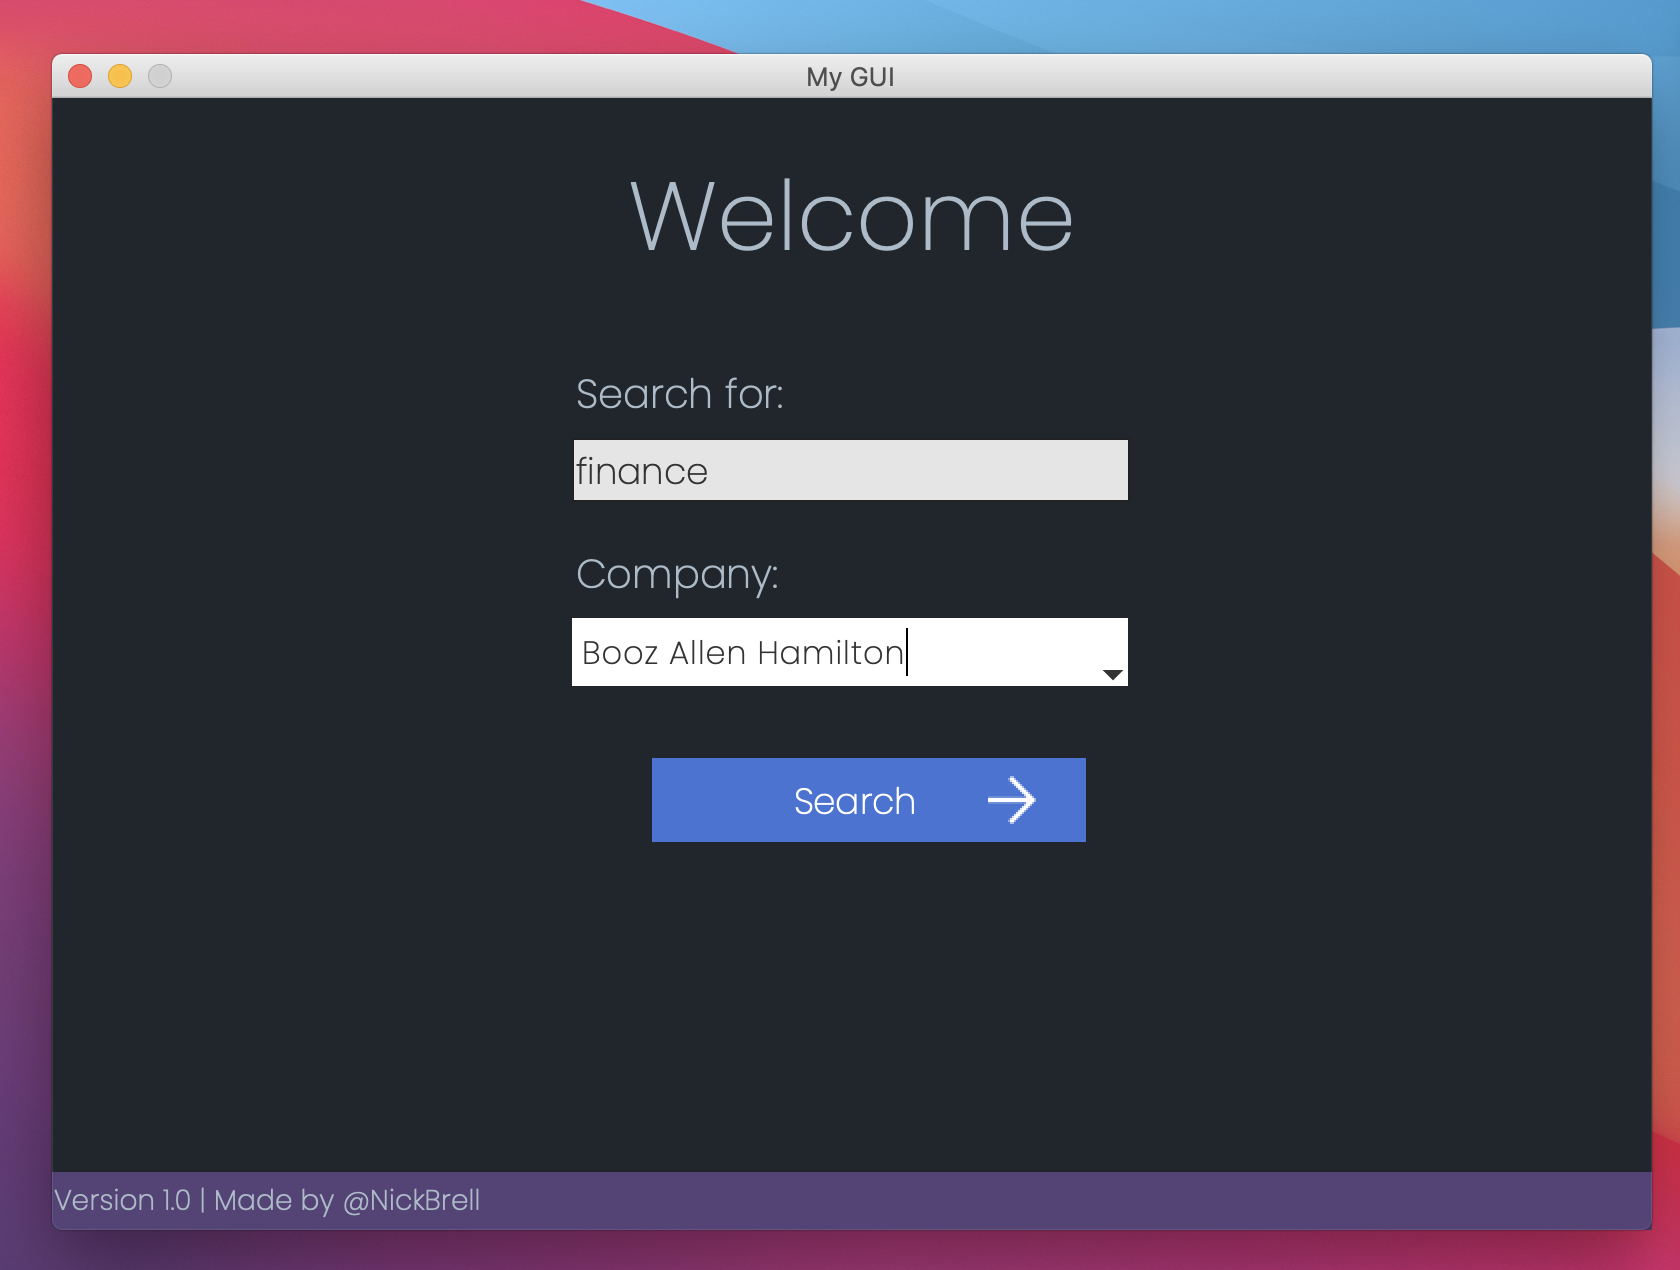 My GUI
Welcome
Search for:
finance
Company:
Booz Allen Hamilton
Search
Version 1.0 | Made by @NickBrell